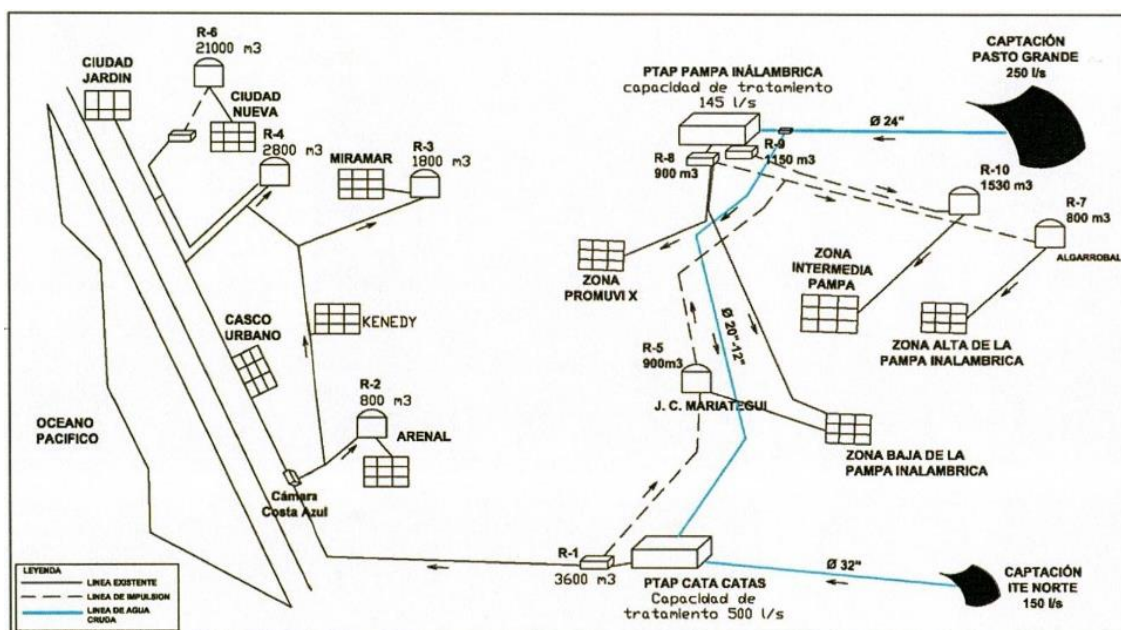 R-6
21000 m3
CIUDAD
JARDIN
CIUDAD
NUEVA
R-4
2800 m3
MIRAMAR
R-3
1800 m3
KENEDY
CASCO
URBANO
R-2
800 m3
ARENAL
OCEANO
PACIFICO
Cámara
Costa Azul
PTAP PAMPA INÁLAMBRICA
capacidad de tratamiento
145 l/s
CAPTACIÓN
PASTO GRANDE
250 l/s
Ø 24"
R-9
1150 m3
R-8
900 m3
R-10
1530 m3
R-7
800 m3
ALGARROBAL
ZONA
PROMUVI X
ZONA
INTERMEDIA
PAMPA
ZONA ALTA DE LA
PAMPA INALAMBRICA
Ø 20"-12"
R-5
900m3
J. C. MARIATEGUI
ZONA BAJA DE LA
PAMPA INALAMBRICA
R-1
3600 m3
PTAP CATA CATAS
Capacidad de
tratamiento 500 l/s
Ø 32"
CAPTACIÓN
ITE NORTE
150 l/s
LEYENDA
LINEA EXISTENTE
LINEA DE IMPULSION
LINEA DE AGUA
CRUDA